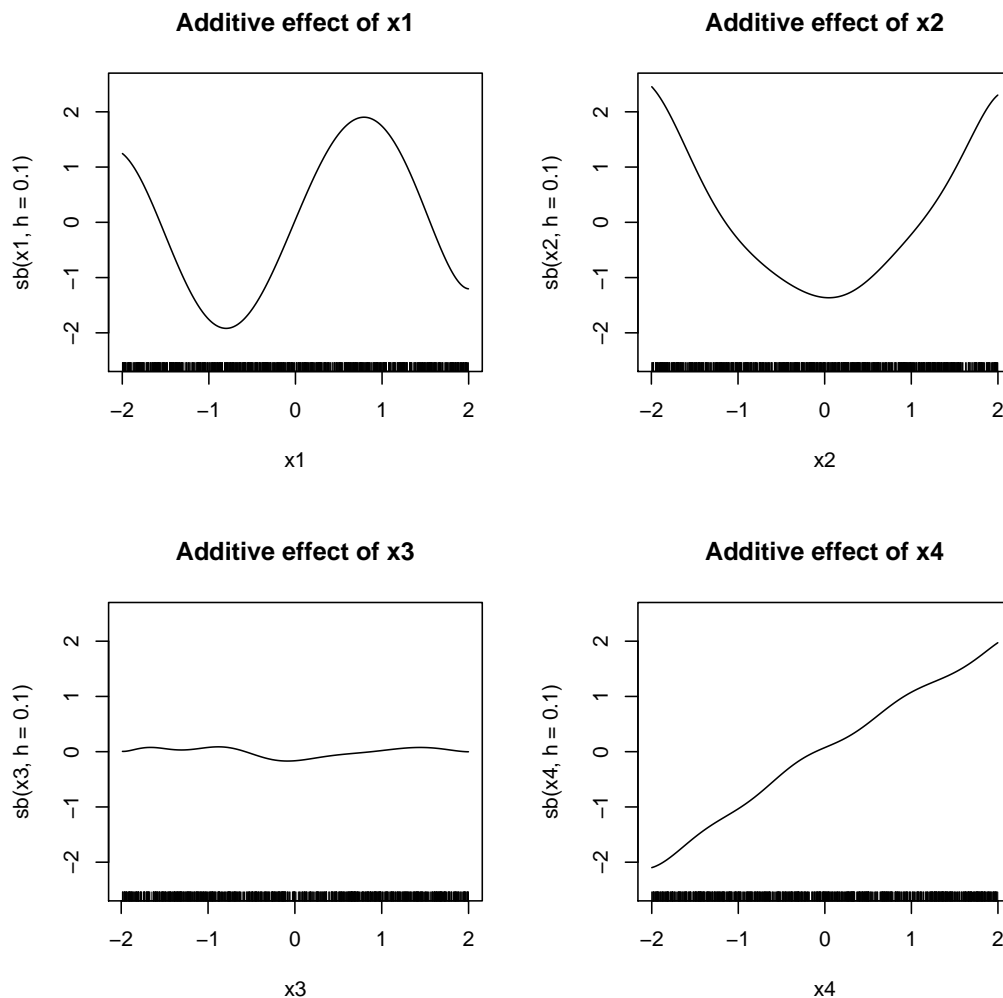 Additive effect of x1
sb(x1, h = 0.1)
2
1
0
−1
−2
−2 −1 0 1 2
x1
Additive effect of x2
sb(x2, h = 0.1)
2
1
0
−1
−2
−2 −1 0 1 2
x2
Additive effect of x3
sb(x3, h = 0.1)
2
1
0
−1
−2
−2 −1 0 1 2
x3
Additive effect of x4
sb(x4, h = 0.1)
2
1
0
−1
−2
−2 −1 0 1 2
x4